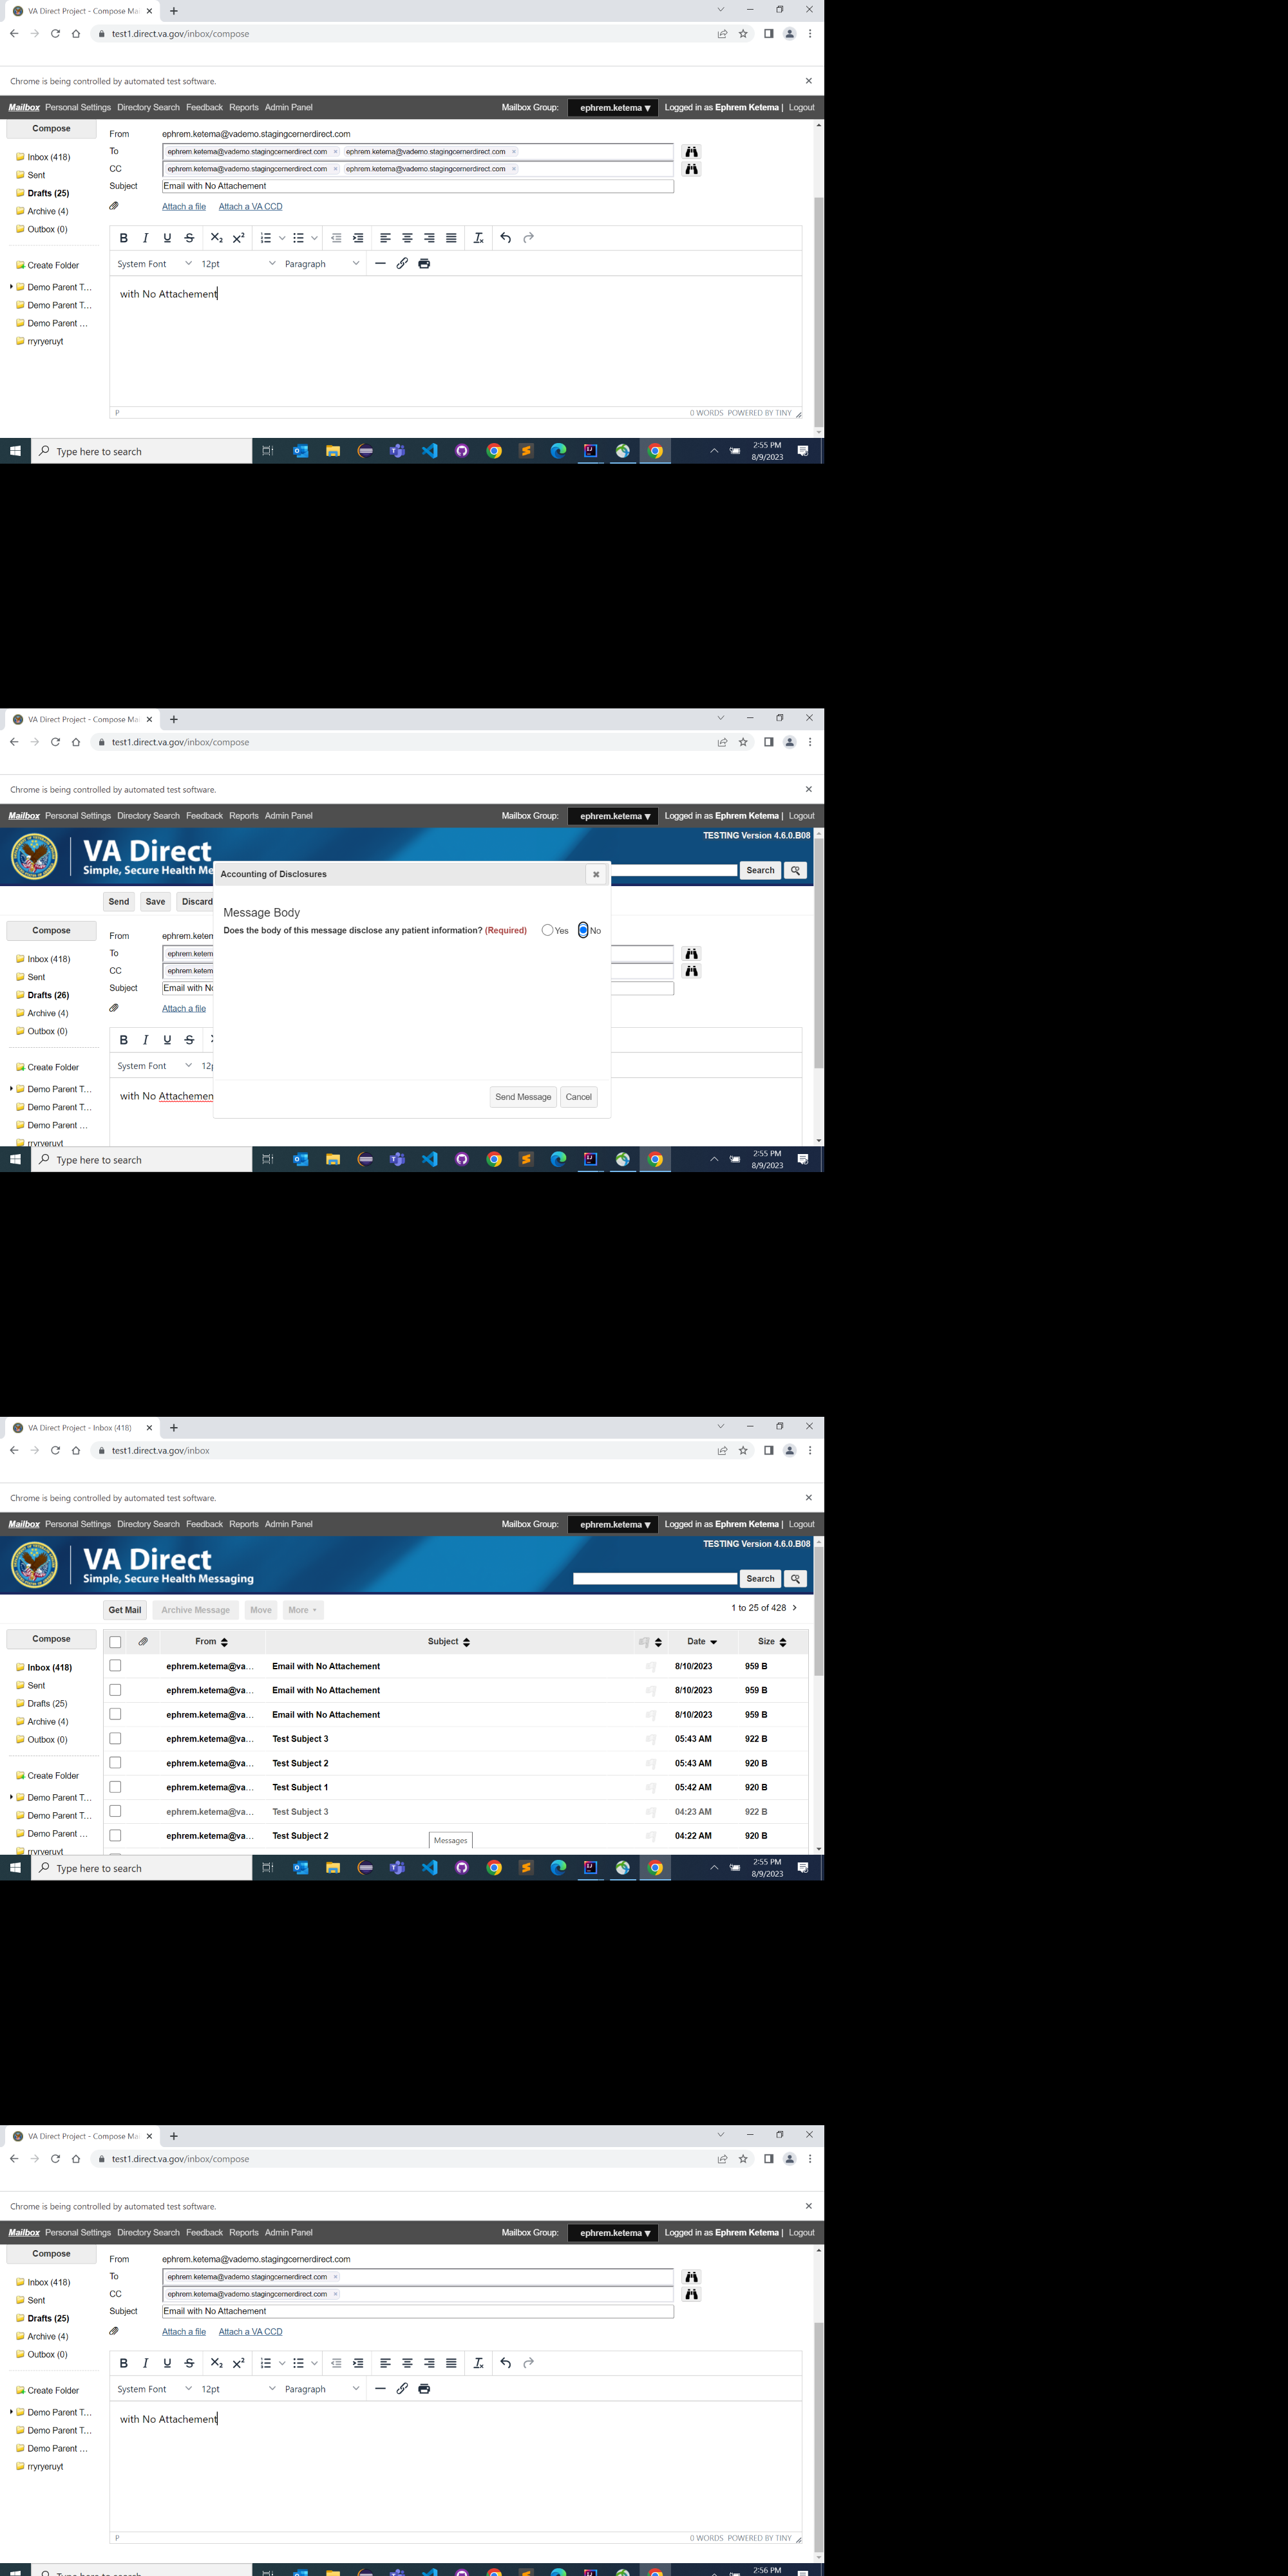 VA Direct Project - Compose Ma
test1.direct.va.gov/inbox/compose
Chrome is being controlled by automated test software.
Mailbox Personal Settings Directory Search Feedback Reports Admin Panel Mailbox Group: ephrem.ketema ▼ Logged in as Ephrem Ketema | Logout
Compose
From ephrem.ketema@vademo.stagingcernerdirect.com
To ephrem.ketema@vademo.stagingcernerdirect.com × ephrem.ketema@vademo.stagingcernerdirect.com ×
CC ephrem.ketema@vademo.stagingcernerdirect.com × ephrem.ketema@vademo.stagingcernerdirect.com ×
Subject Email with No Attachement
Attach a file Attach a VA CCD
Inbox (418)
Sent
Drafts (25)
Archive (4)
Outbox (0)
Create Folder
Demo Parent T...
Demo Parent T...
Demo Parent ...
rryryeruyt
System Font 12pt Paragraph
with No Attachement
P 0 WORDS POWERED BY TINY
Type here to search
2:55 PM
8/9/2023
VA Direct Project - Compose Ma
test1.direct.va.gov/inbox/compose
Chrome is being controlled by automated test software.
Mailbox Personal Settings Directory Search Feedback Reports Admin Panel Mailbox Group: ephrem.ketema ▼ Logged in as Ephrem Ketema | Logout
TESTING Version 4.6.0.B08
VA Direct
Simple, Secure Health Me
Search
Accounting of Disclosures
Send Save Discard
Message Body
Does the body of this message disclose any patient information? (Required) Yes No
Compose
From ephrem.keter
To ephrem.ketem
CC ephrem.ketem
Subject Email with No
Attach a file
Inbox (418)
Sent
Drafts (26)
Archive (4)
Outbox (0)
Create Folder
Demo Parent T...
Demo Parent T...
Demo Parent ...
rryryeruyt
System Font 12p
with No Attachemen
Send Message Cancel
Type here to search
2:55 PM
8/9/2023
VA Direct Project - Inbox (418)
test1.direct.va.gov/inbox
Chrome is being controlled by automated test software.
Mailbox Personal Settings Directory Search Feedback Reports Admin Panel Mailbox Group: ephrem.ketema ▼ Logged in as Ephrem Ketema | Logout
TESTING Version 4.6.0.B08
VA Direct
Simple, Secure Health Messaging
Search
Get Mail Archive Message Move More 1 to 25 of 428 >
Compose
Inbox (418)
Sent
Drafts (25)
Archive (4)
Outbox (0)
Create Folder
Demo Parent T...
Demo Parent T...
Demo Parent ...
rryryeruyt
From Subject Date Size
ephrem.ketema@va... Email with No Attachement 8/10/2023 959 B
ephrem.ketema@va... Email with No Attachement 8/10/2023 959 B
ephrem.ketema@va... Email with No Attachement 8/10/2023 959 B
ephrem.ketema@va... Test Subject 3 05:43 AM 922 B
ephrem.ketema@va... Test Subject 2 05:43 AM 920 B
ephrem.ketema@va... Test Subject 1 05:42 AM 920 B
ephrem.ketema@va... Test Subject 3 04:23 AM 922 B
ephrem.ketema@va... Test Subject 2 04:22 AM 920 B
Messages
Type here to search
2:55 PM
8/9/2023
VA Direct Project - Compose Ma
test1.direct.va.gov/inbox/compose
Chrome is being controlled by automated test software.
Mailbox Personal Settings Directory Search Feedback Reports Admin Panel Mailbox Group: ephrem.ketema ▼ Logged in as Ephrem Ketema | Logout
Compose
From ephrem.ketema@vademo.stagingcernerdirect.com
To ephrem.ketema@vademo.stagingcernerdirect.com ×
CC ephrem.ketema@vademo.stagingcernerdirect.com ×
Subject Email with No Attachement
Attach a file Attach a VA CCD
Inbox (418)
Sent
Drafts (25)
Archive (4)
Outbox (0)
Create Folder
Demo Parent T...
Demo Parent T...
Demo Parent ...
rryryeruyt
System Font 12pt Paragraph
with No Attachement
P 0 WORDS POWERED BY TINY
Type here to search
2:56 PM